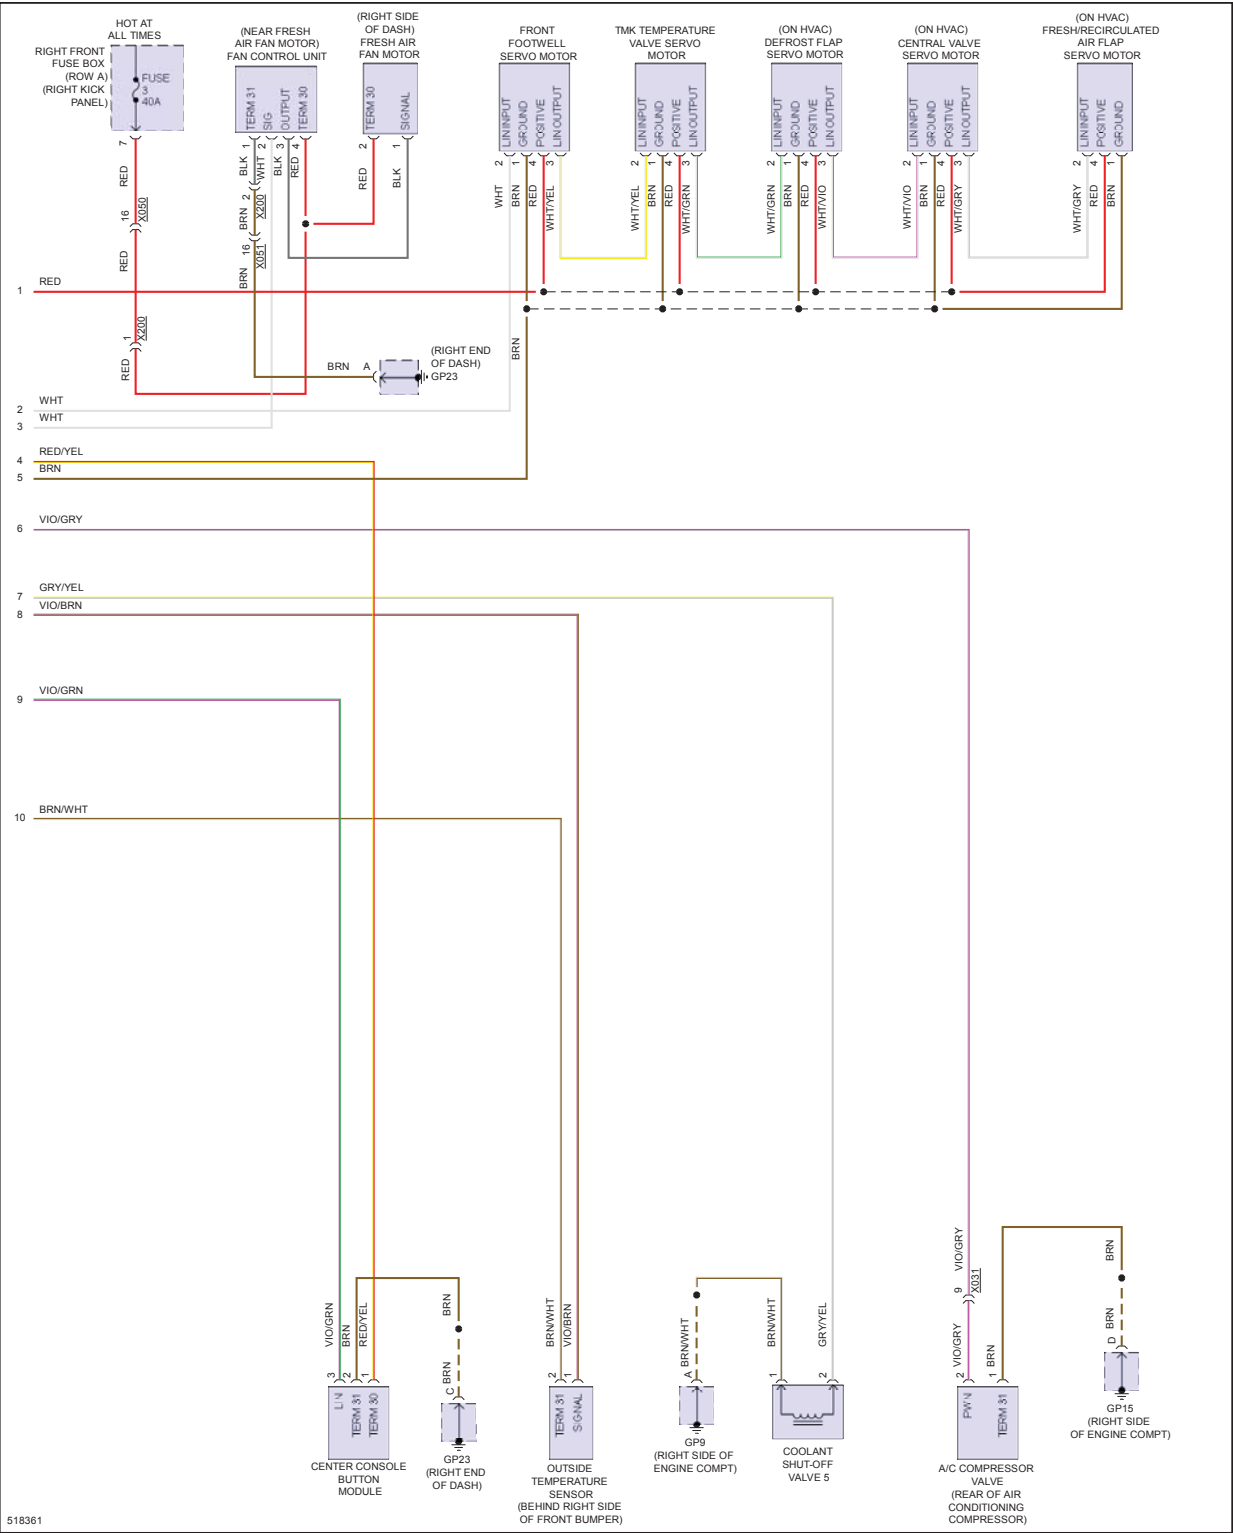 HOT AT
ALL TIMES
RIGHT FRONT
FUSE BOX
(ROW A)
(RIGHT KICK
PANEL)
FUSE
3
40A
7
RED
16
X050
RED
1
X200
RED
(NEAR FRESH
AIR FAN MOTOR)
FAN CONTROL UNIT
TERM 31
SIG
OUTPUT
TERM 30
1
2
3
4
BLK
WHT
BLK
RED
2
X200
BRN
16
X051
BRN
(RIGHT SIDE
OF DASH)
FRESH AIR
FAN MOTOR
TERM 30
SIGNAL
2
1
RED
BLK
FRONT
FOOTWELL
SERVO MOTOR
LIN INPUT
GROUND
POSITIVE
LIN OUTPUT
2
1
4
3
WHT
BRN
RED
WHT/YEL
TMK TEMPERATURE
VALVE SERVO
MOTOR
LIN INPUT
GROUND
POSITIVE
LIN OUTPUT
2
1
4
3
WHT/YEL
BRN
RED
WHT/GRN
(ON HVAC)
DEFROST FLAP
SERVO MOTOR
LIN INPUT
GROUND
POSITIVE
LIN OUTPUT
2
1
4
3
WHT/GRN
BRN
RED
WHT/VIO
(ON HVAC)
CENTRAL VALVE
SERVO MOTOR
LIN INPUT
GROUND
POSITIVE
LIN OUTPUT
2
1
4
3
WHT/VIO
BRN
RED
WHT/GRY
(ON HVAC)
FRESH/RECIRCULATED
AIR FLAP
SERVO MOTOR
LIN INPUT
POSITIVE
GROUND
2
4
1
WHT/GRY
RED
BRN
1 RED
BRN A
(RIGHT END
OF DASH)
GP23
BRN
2 WHT
3 WHT
4 RED/YEL
5 BRN
6 VIO/GRY
7 GRY/YEL
8 VIO/BRN
9 VIO/GRN
10 BRN/WHT
VIO/GRN
BRN
RED/YEL
3
2
1
LIN
TERM 31
TERM 30
CENTER CONSOLE
BUTTON
MODULE
BRN
BRN
C
GP23
(RIGHT END
OF DASH)
BRN/WHT
VIO/BRN
2
1
TERM 31
SIGNAL
OUTSIDE
TEMPERATURE
SENSOR
(BEHIND RIGHT SIDE
OF FRONT BUMPER)
BRN/WHT
A
GP9
(RIGHT SIDE OF
ENGINE COMPT)
BRN/WHT
GRY/YEL
1
2
COOLANT
SHUT-OFF
VALVE 5
VIO/GRY
9
X031
VIO/GRY
BRN
2
1
PWN
TERM 31
A/C COMPRESSOR
VALVE
(REAR OF AIR
CONDITIONING
COMPRESSOR)
BRN
BRN
D
GP15
(RIGHT SIDE
OF ENGINE COMPT)
518361